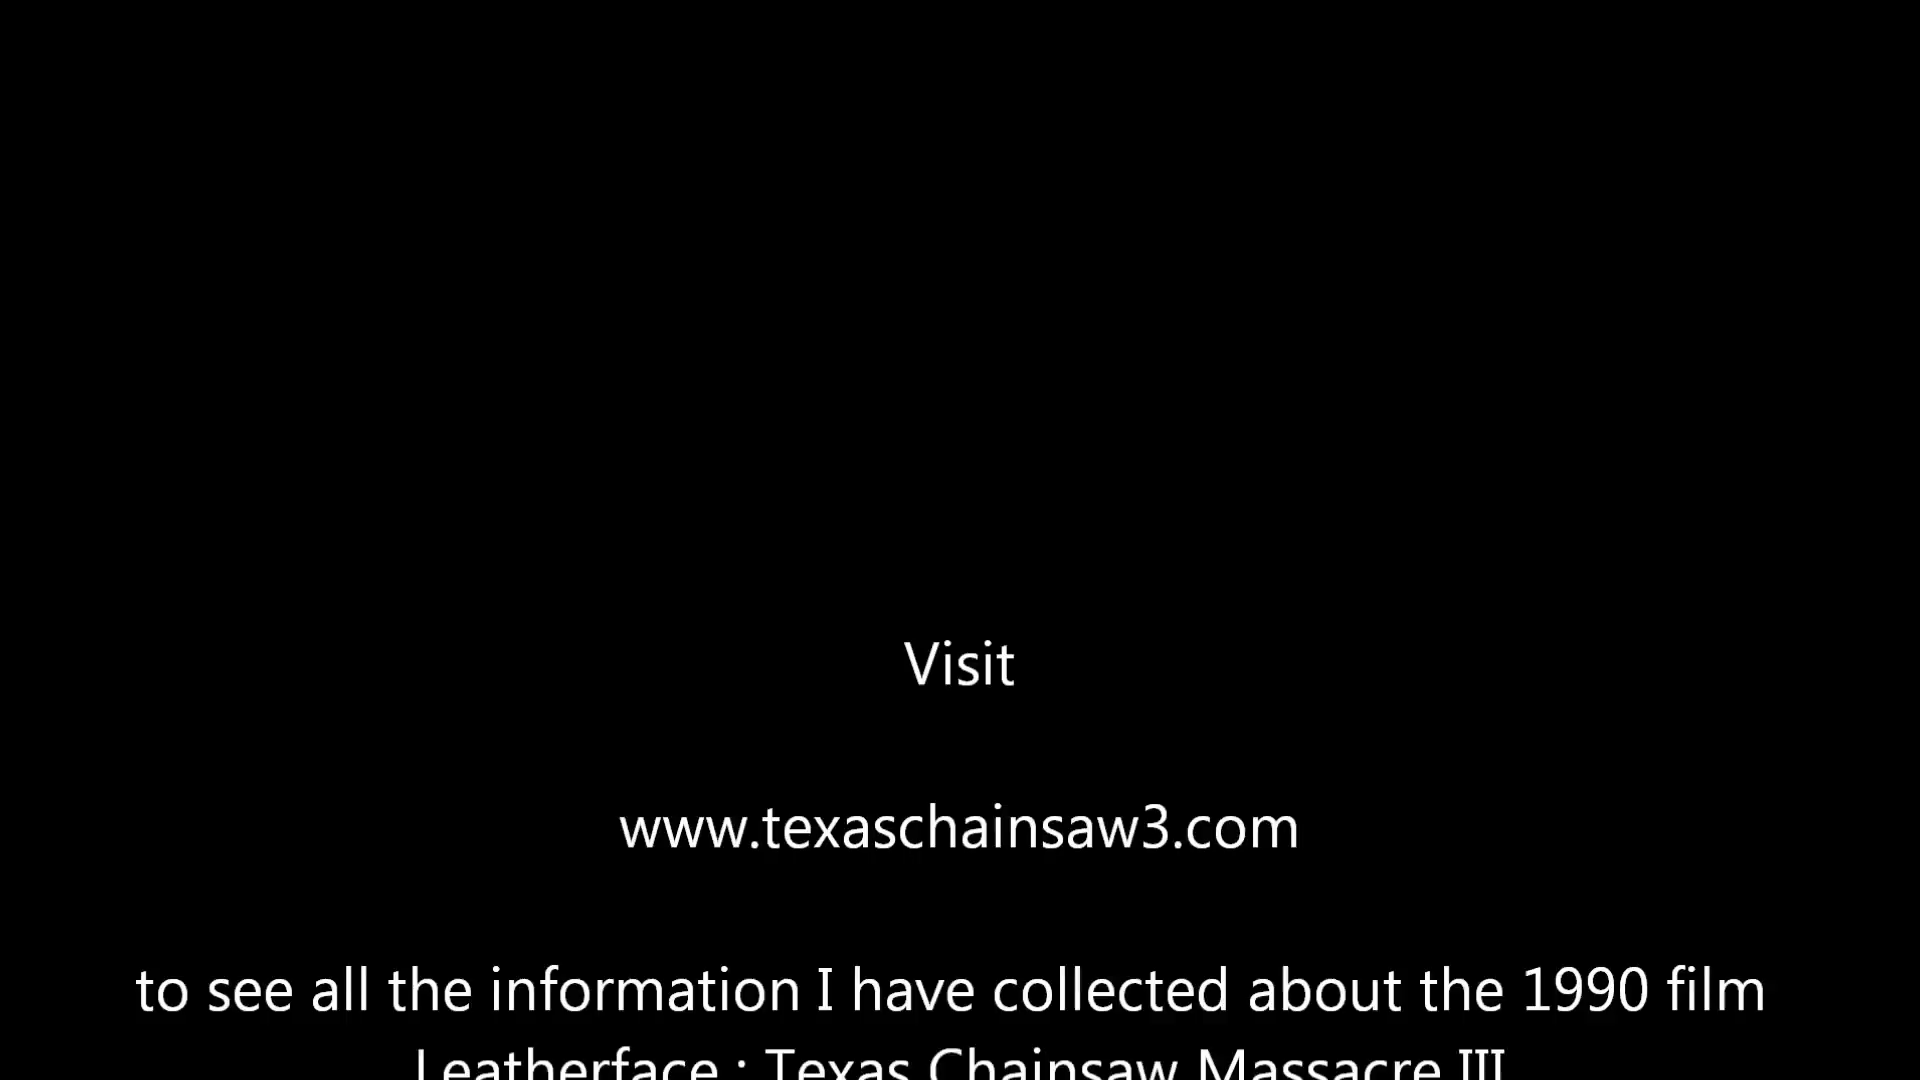 Visit
www.texaschainsaw3.com
to see all the information I have collected about the 1990 film
Leatherface : Texas Chainsaw Massacre III